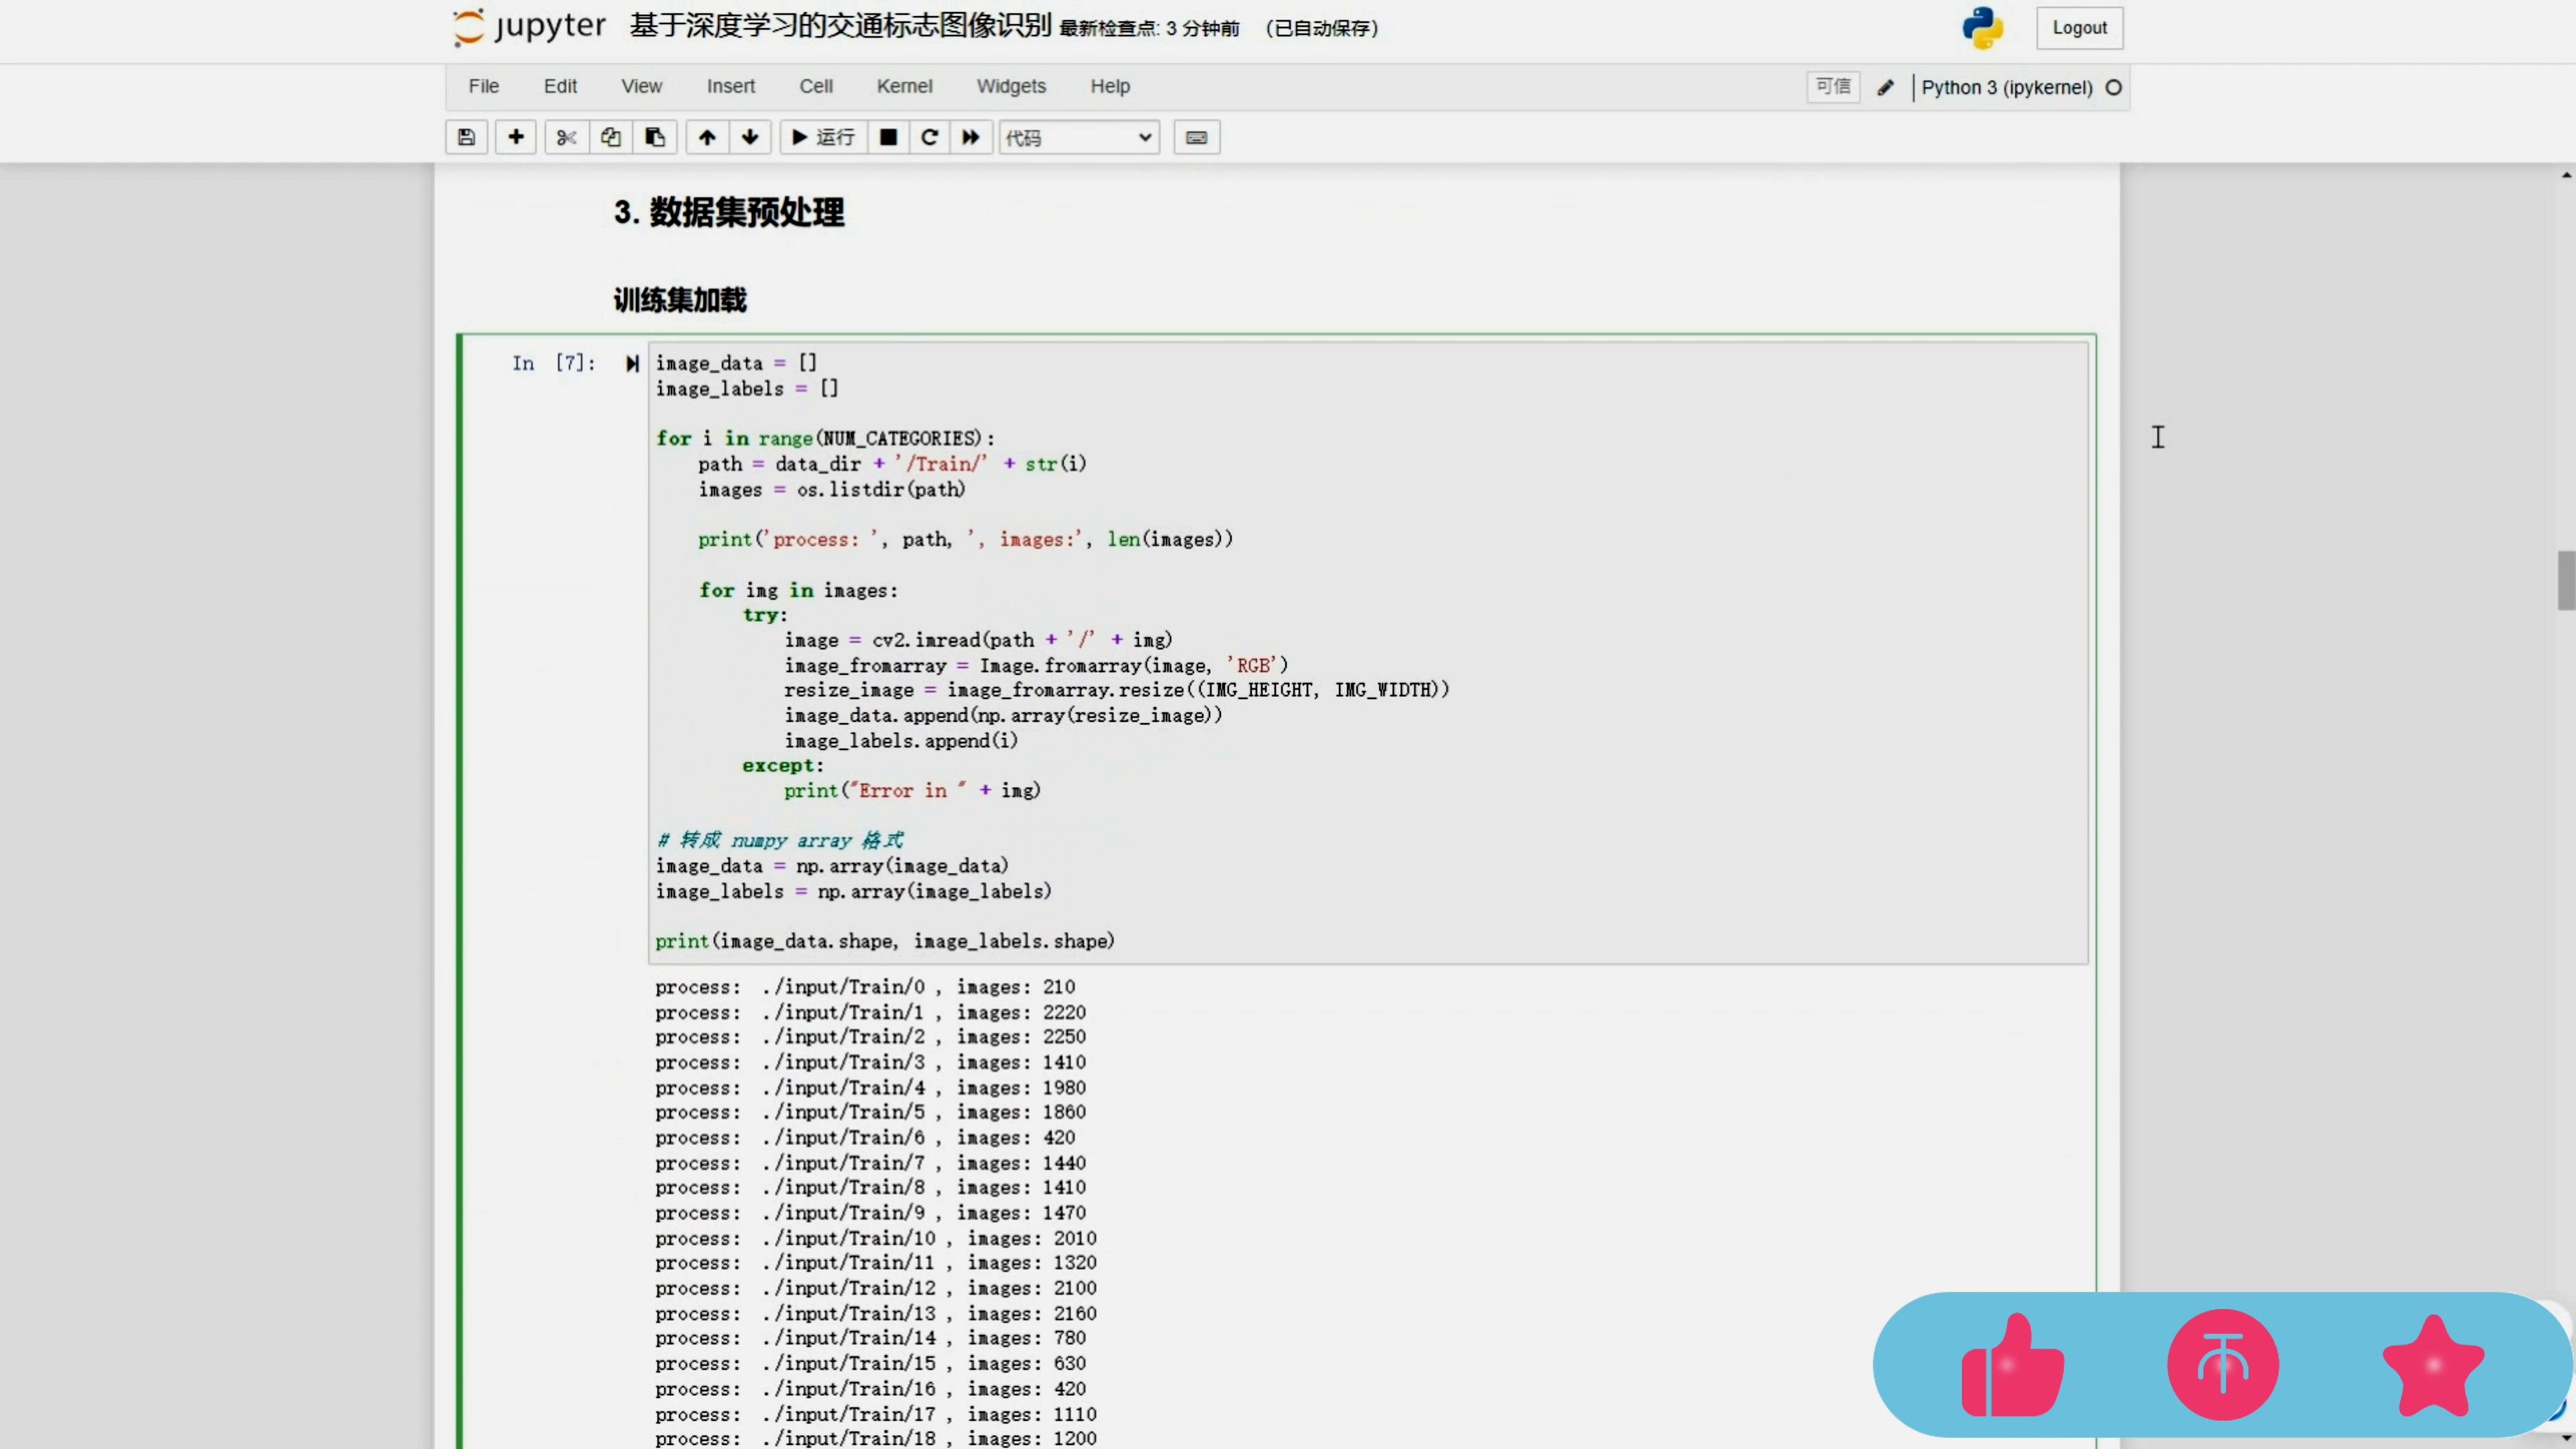 jupyter 基于深度学习的交通标志图像识别 最新检查点: 3 分钟前 (已自动保存)
Logout
File Edit View Insert Cell Kernel Widgets Help
可信
Python 3 (ipykernel)
运行
代码
3. 数据集预处理
训练集加载
In [7]:
image_data = []
image_labels = []
for i in range(NUM_CATEGORIES):
    path = data_dir + '/Train/' + str(i)
    images = os.listdir(path)
    print('process: ', path, ', images:', len(images))
    for img in images:
        try:
            image = cv2.imread(path + '/' + img)
            image_fromarray = Image.fromarray(image, 'RGB')
            resize_image = image_fromarray.resize((IMG_HEIGHT, IMG_WIDTH))
            image_data.append(np.array(resize_image))
            image_labels.append(i)
        except:
            print("Error in " + img)
# 转成 numpy array 格式
image_data = np.array(image_data)
image_labels = np.array(image_labels)
print(image_data.shape, image_labels.shape)
process:  ./input/Train/0 , images: 210
process:  ./input/Train/1 , images: 2220
process:  ./input/Train/2 , images: 2250
process:  ./input/Train/3 , images: 1410
process:  ./input/Train/4 , images: 1980
process:  ./input/Train/5 , images: 1860
process:  ./input/Train/6 , images: 420
process:  ./input/Train/7 , images: 1440
process:  ./input/Train/8 , images: 1410
process:  ./input/Train/9 , images: 1470
process:  ./input/Train/10 , images: 2010
process:  ./input/Train/11 , images: 1320
process:  ./input/Train/12 , images: 2100
process:  ./input/Train/13 , images: 2160
process:  ./input/Train/14 , images: 780
process:  ./input/Train/15 , images: 630
process:  ./input/Train/16 , images: 420
process:  ./input/Train/17 , images: 1110
process:  ./input/Train/18 , images: 1200